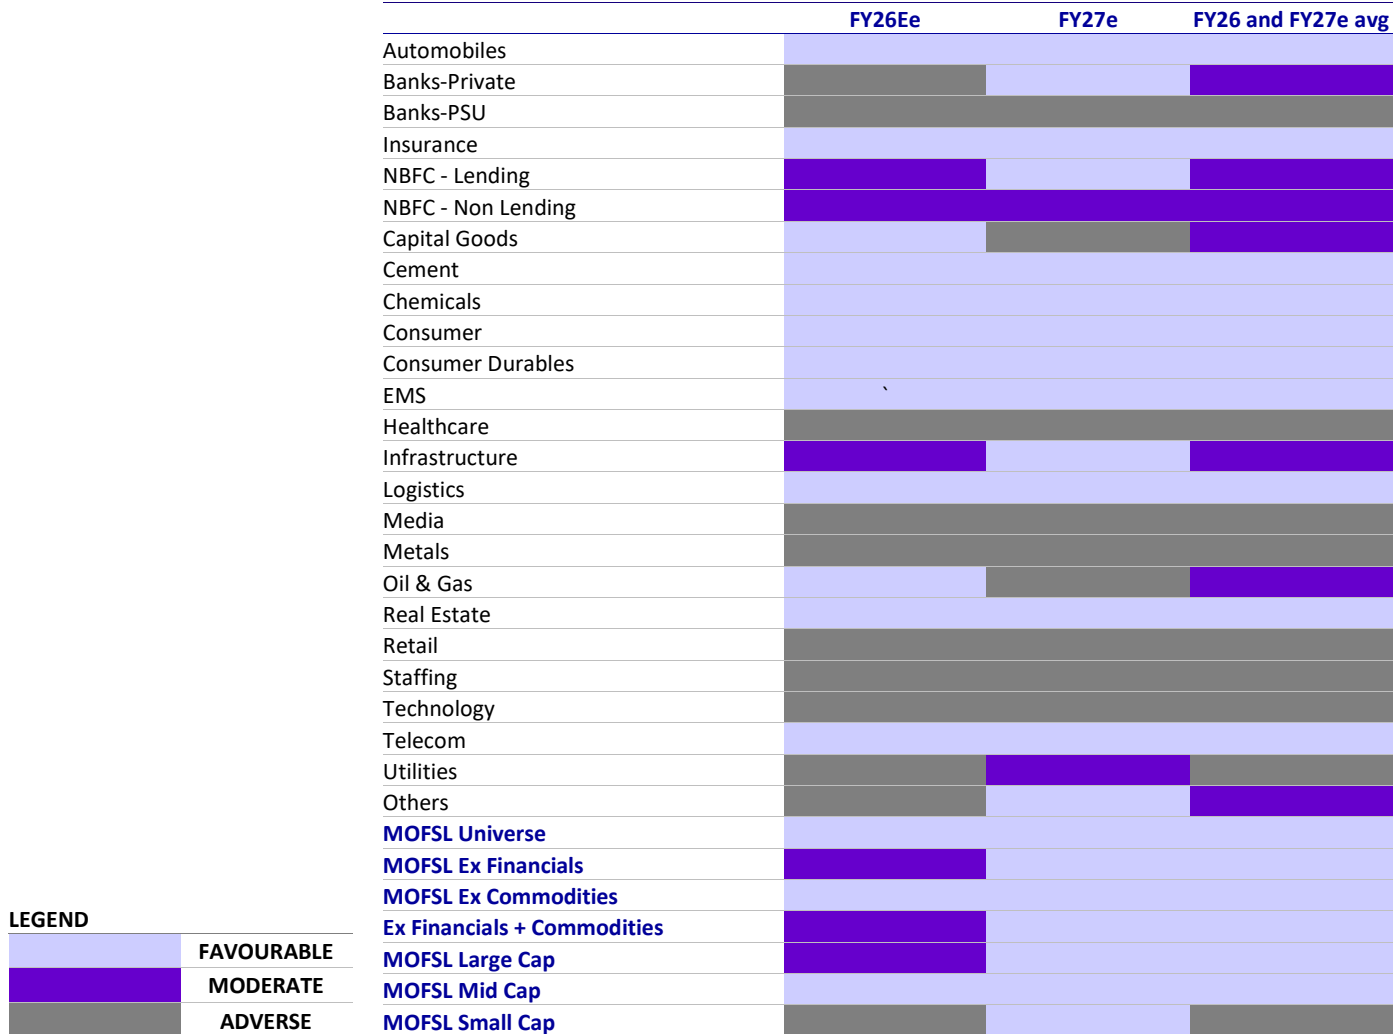 FY26Ee FY27e FY26 and FY27e avg
Automobiles
Banks-Private
Banks-PSU
Insurance
NBFC - Lending
NBFC - Non Lending
Capital Goods
Cement
Chemicals
Consumer
Consumer Durables
EMS `
Healthcare
Infrastructure
Logistics
Media
Metals
Oil & Gas
Real Estate
Retail
Staffing
Technology
Telecom
Utilities
Others
MOFSL Universe
MOFSL Ex Financials
MOFSL Ex Commodities
Ex Financials + Commodities
MOFSL Large Cap
MOFSL Mid Cap
MOFSL Small Cap
LEGEND
FAVOURABLE
MODERATE
ADVERSE